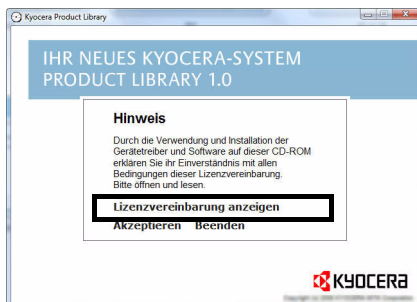 Kyocera Product Library
IHR NEUES KYOCERA-SYSTEM
PRODUCT LIBRARY 1.0
Hinweis
Durch die Verwendung und Installation der
Gerätetreiber und Software auf dieser CD-ROM
erklären Sie ihr Einverständnis mit allen
Bedingungen dieser Lizenzvereinbarung.
Bitte öffnen und lesen.
Lizenzvereinbarung anzeigen
Akzeptieren Beenden
KYOCERA